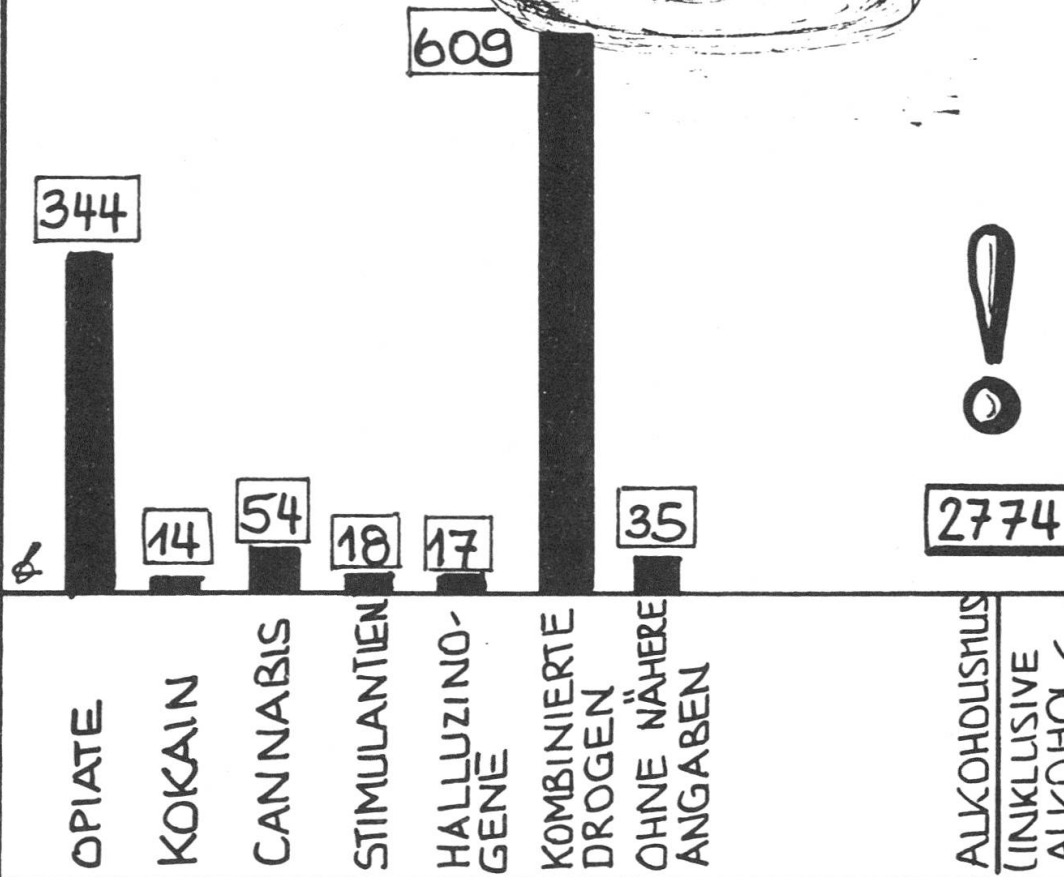 609
344
14
54
18
17
35
2774
OPIATE
KOKAIN
CANNABIS
STIMULANTIEN
HALLUZINO-
GENE
KOMBINIERTE
DROGEN
OHNE NÄHERE
ANGABEN
ALKOHOLISMUS
(INKLUSIVE